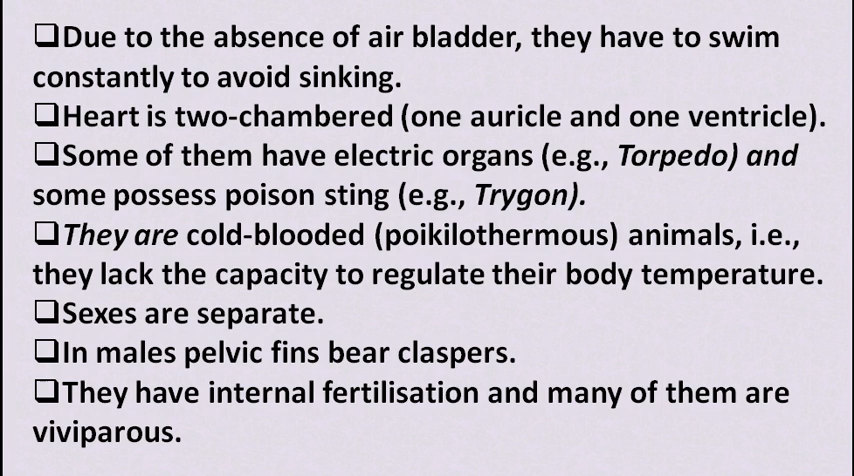 ❑Due to the absence of air bladder, they have to swim
constantly to avoid sinking.
❑Heart is two-chambered (one auricle and one ventricle).
❑Some of them have electric organs (e.g., Torpedo) and
some possess poison sting (e.g., Trygon).
❑They are cold-blooded (poikilothermous) animals, i.e.,
they lack the capacity to regulate their body temperature.
❑Sexes are separate.
❑In males pelvic fins bear claspers.
❑They have internal fertilisation and many of them are
viviparous.